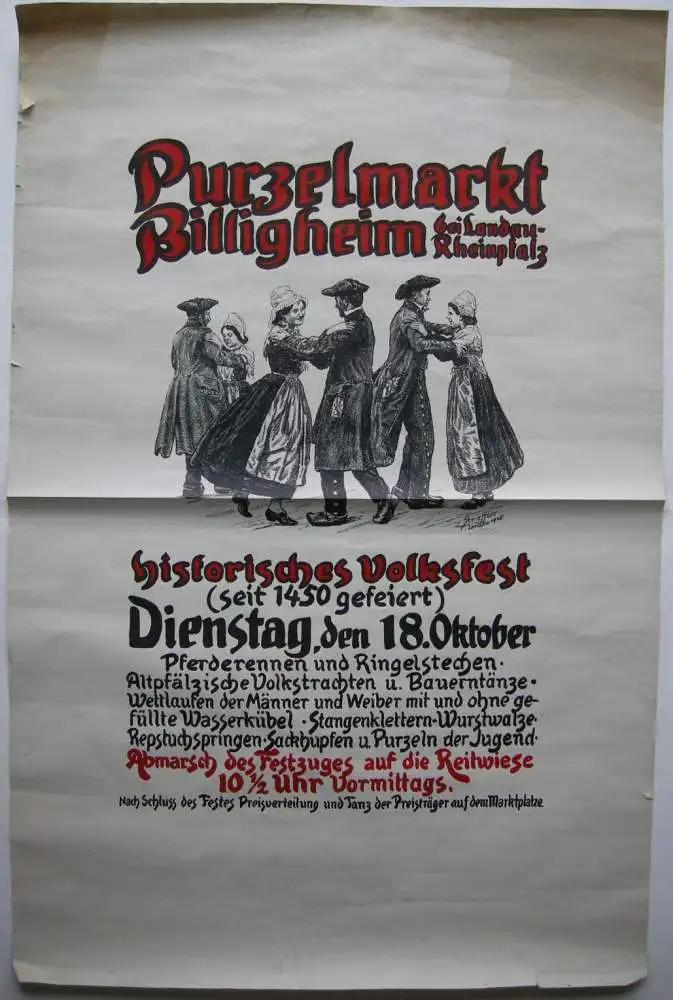 Purzelmarkt
Billigheim bei Landau-
Rheinpfalz
historisches Volksfest
(seit 1450 gefeiert)
Dienstag, den 18. Oktober
Pferderennen und Ringelstechen·
Altpfälzische Volkstrachten u. Bauerntänze·
Wettlaufen der Männer und Weiber mit und ohne ge-
füllte Wasserkübel·Stangenklettern·Wurstwalze·
Repstuchspringen·Sackhupfen u. Purzeln der Jugend·
Abmarsch des Festzuges auf die Reitwiese
10 ½ Uhr Vormittags.
Nach Schluss des Festes Preisverteilung und Tanz der Preisträger auf dem Marktplatze